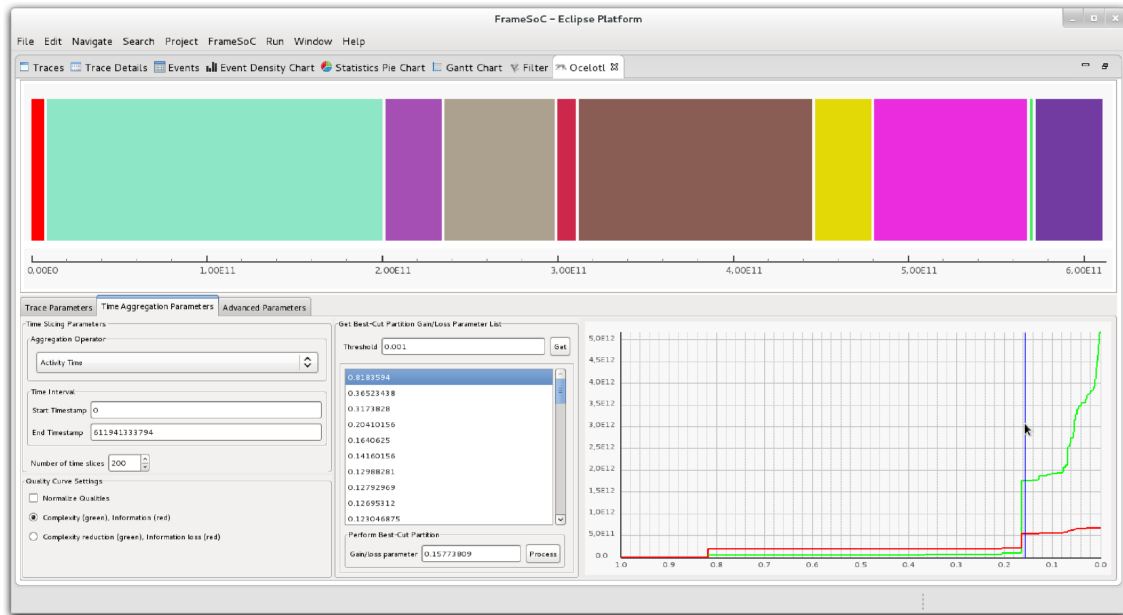 FrameSoC – Eclipse Platform
File Edit Navigate Search Project FrameSoC Run Window Help
Traces Trace Details Events Event Density Chart Statistics Pie Chart Gantt Chart Filter Ocelotl
0.00E0 1.00E11 2.00E11 3.00E11 4.00E11 5.00E11 6.00E11
Trace Parameters Time Aggregation Parameters Advanced Parameters
Time Slicing Parameters
Aggregation Operator
Activity Time
Time Interval
Start Timestamp 0
End Timestamp 611941333794
Number of time slices 200
Quality Curve Settings
Normalize Qualities
Complexity (green), Information (red)
Complexity reduction (green), Information loss (red)
Get Best-Cut Partition Gain/Loss Parameter List
Threshold 0.001 Get
0.8183594
0.36523438
0.3173828
0.20410156
0.1640625
0.14160156
0.12988281
0.12792969
0.12695312
0.123046875
Perform Best-Cut Partition
Gain/loss parameter 0.15773809 Process
5,0E12
4,5E12
4,0E12
3,5E12
3,0E12
2,5E12
2,0E12
1,5E12
1,0E12
5,0E11
0.0
1.0 0.9 0.8 0.7 0.6 0.5 0.4 0.3 0.2 0.1 0.0